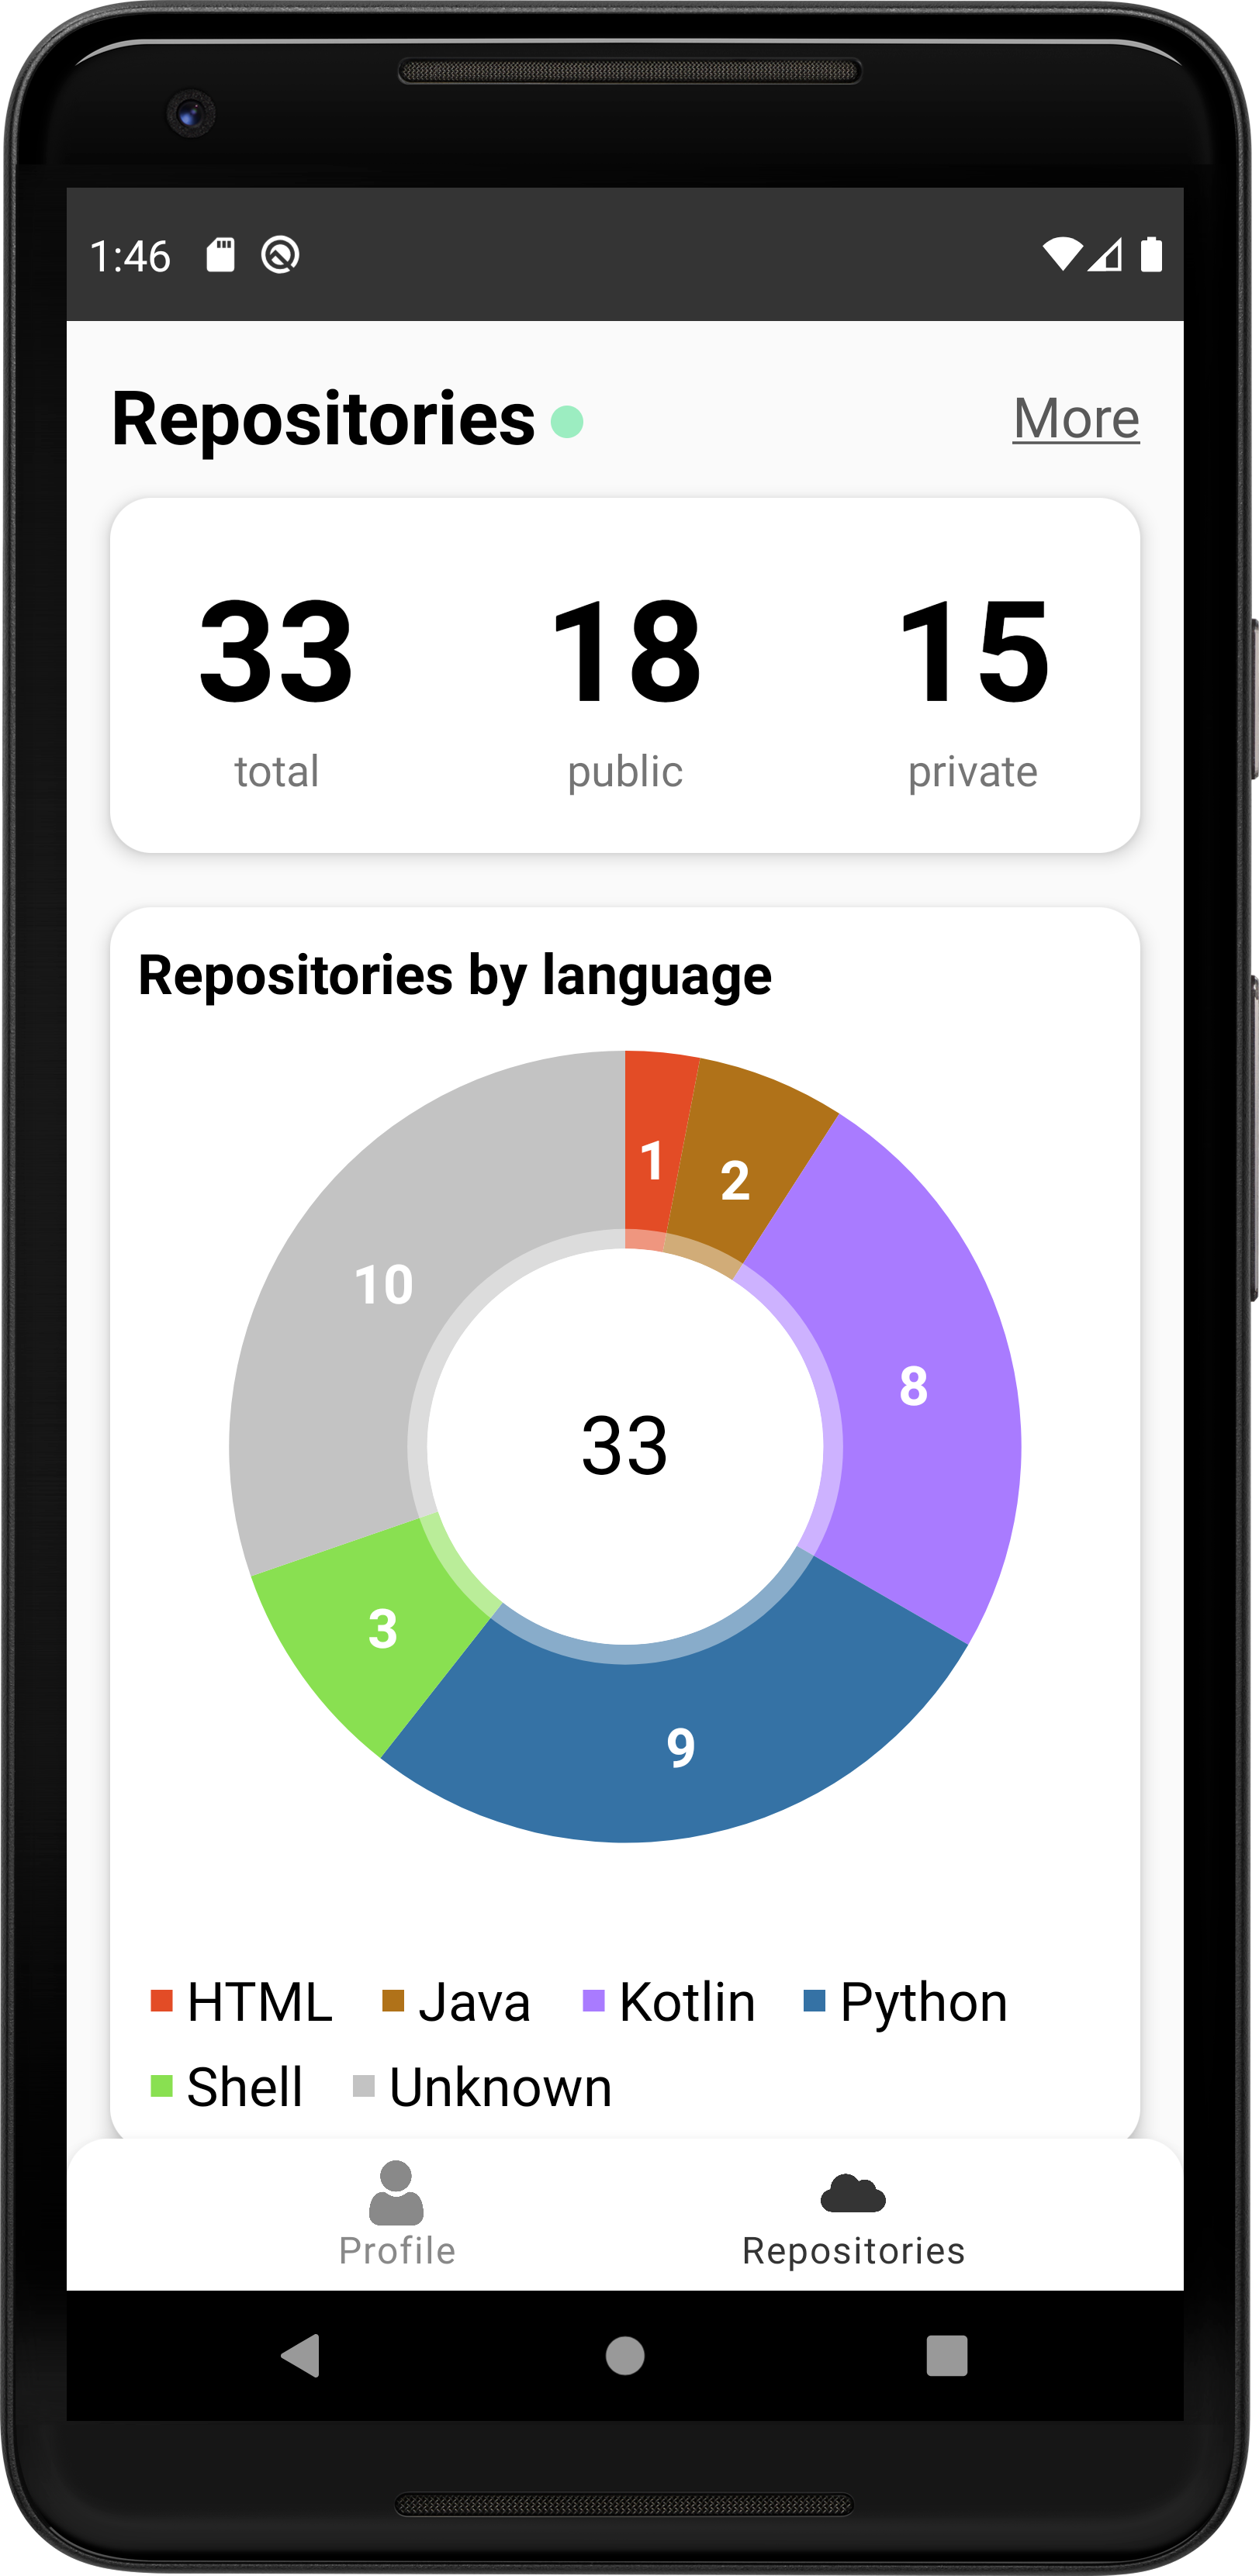 1:46
Repositories More
33 18 15
total public private
Repositories by language
1
2
10
8
33
3
9
HTML Java Kotlin Python
Shell Unknown
Profile Repositories